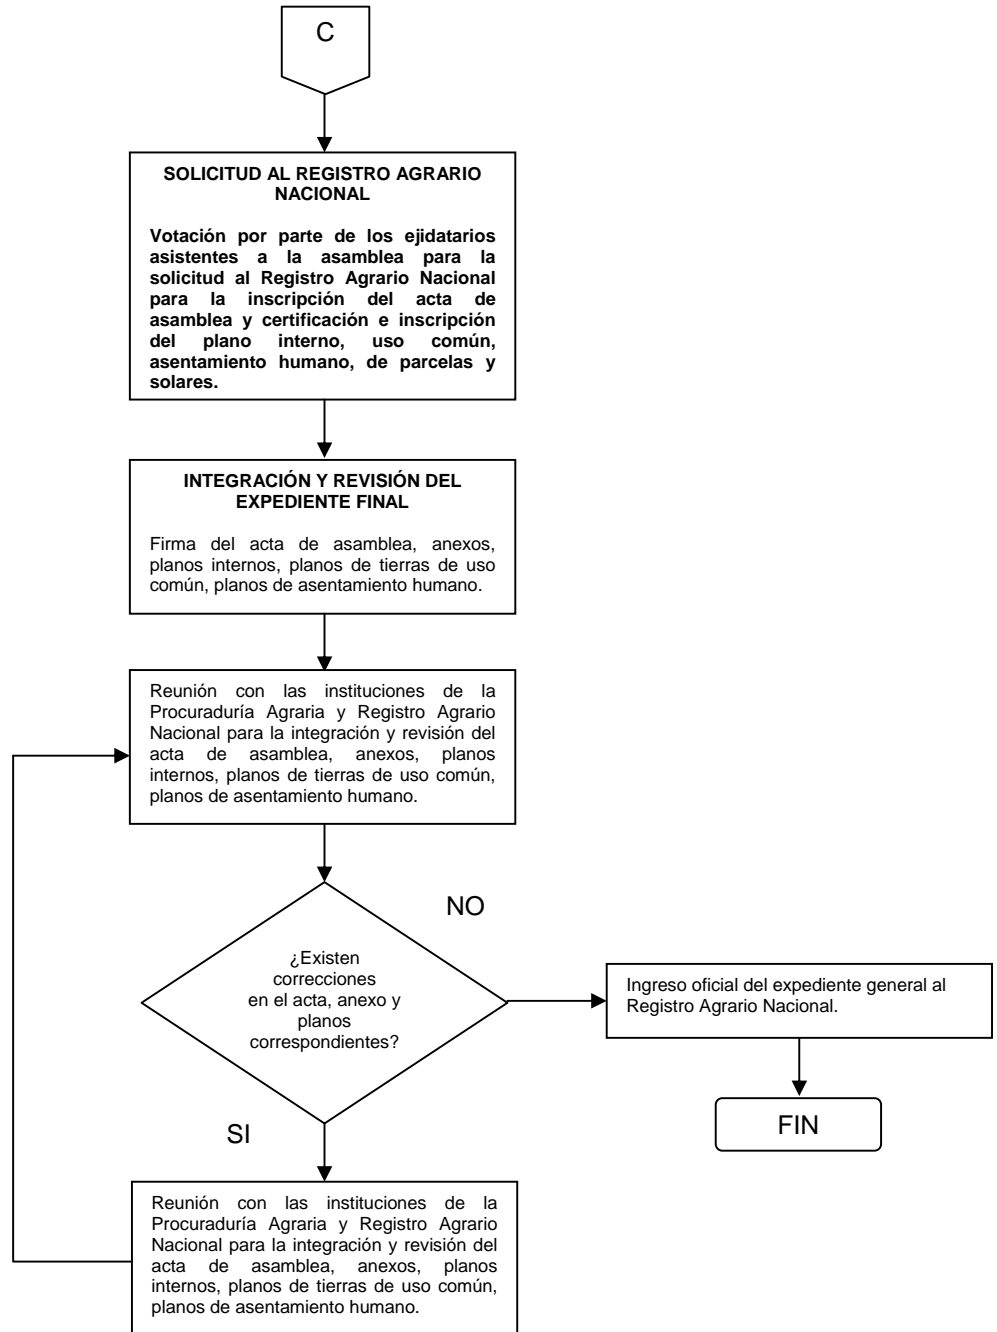 C
SOLICITUD AL REGISTRO AGRARIO
NACIONAL
Votación por parte de los ejidatarios
asistentes a la asamblea para la
solicitud al Registro Agrario Nacional
para la inscripción del acta de
asamblea y certificación e inscripción
del plano interno, uso común,
asentamiento humano, de parcelas y
solares.
INTEGRACIÓN Y REVISIÓN DEL
EXPEDIENTE FINAL
Firma del acta de asamblea, anexos,
planos internos, planos de tierras de uso
común, planos de asentamiento humano.
Reunión con las instituciones de la
Procuraduría Agraria y Registro Agrario
Nacional para la integración y revisión del
acta de asamblea, anexos, planos
internos, planos de tierras de uso común,
planos de asentamiento humano.
¿Existen
correcciones
en el acta, anexo y
planos
correspondientes?
NO
Ingreso oficial del expediente general al
Registro Agrario Nacional.
FIN
SI
Reunión con las instituciones de la
Procuraduría Agraria y Registro Agrario
Nacional para la integración y revisión del
acta de asamblea, anexos, planos
internos, planos de tierras de uso común,
planos de asentamiento humano.